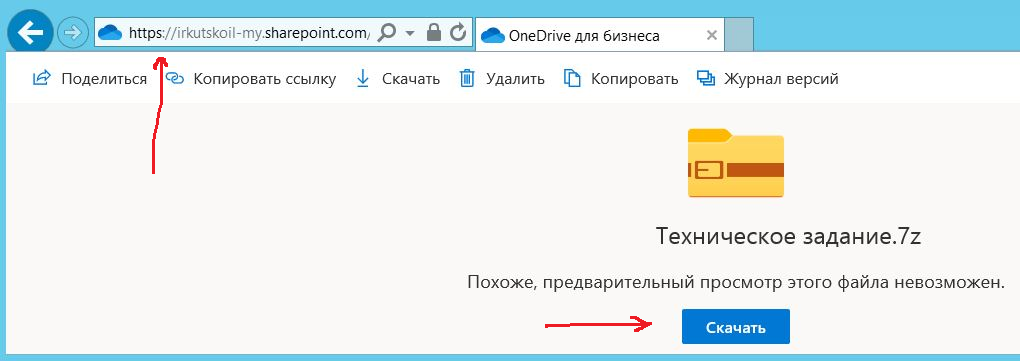 https://irkutskoil-my.sharepoint.com/
OneDrive для бизнеса
Поделиться Копировать ссылку Скачать Удалить Копировать Журнал версий
Техническое задание.7z
Похоже, предварительный просмотр этого файла невозможен.
Скачать